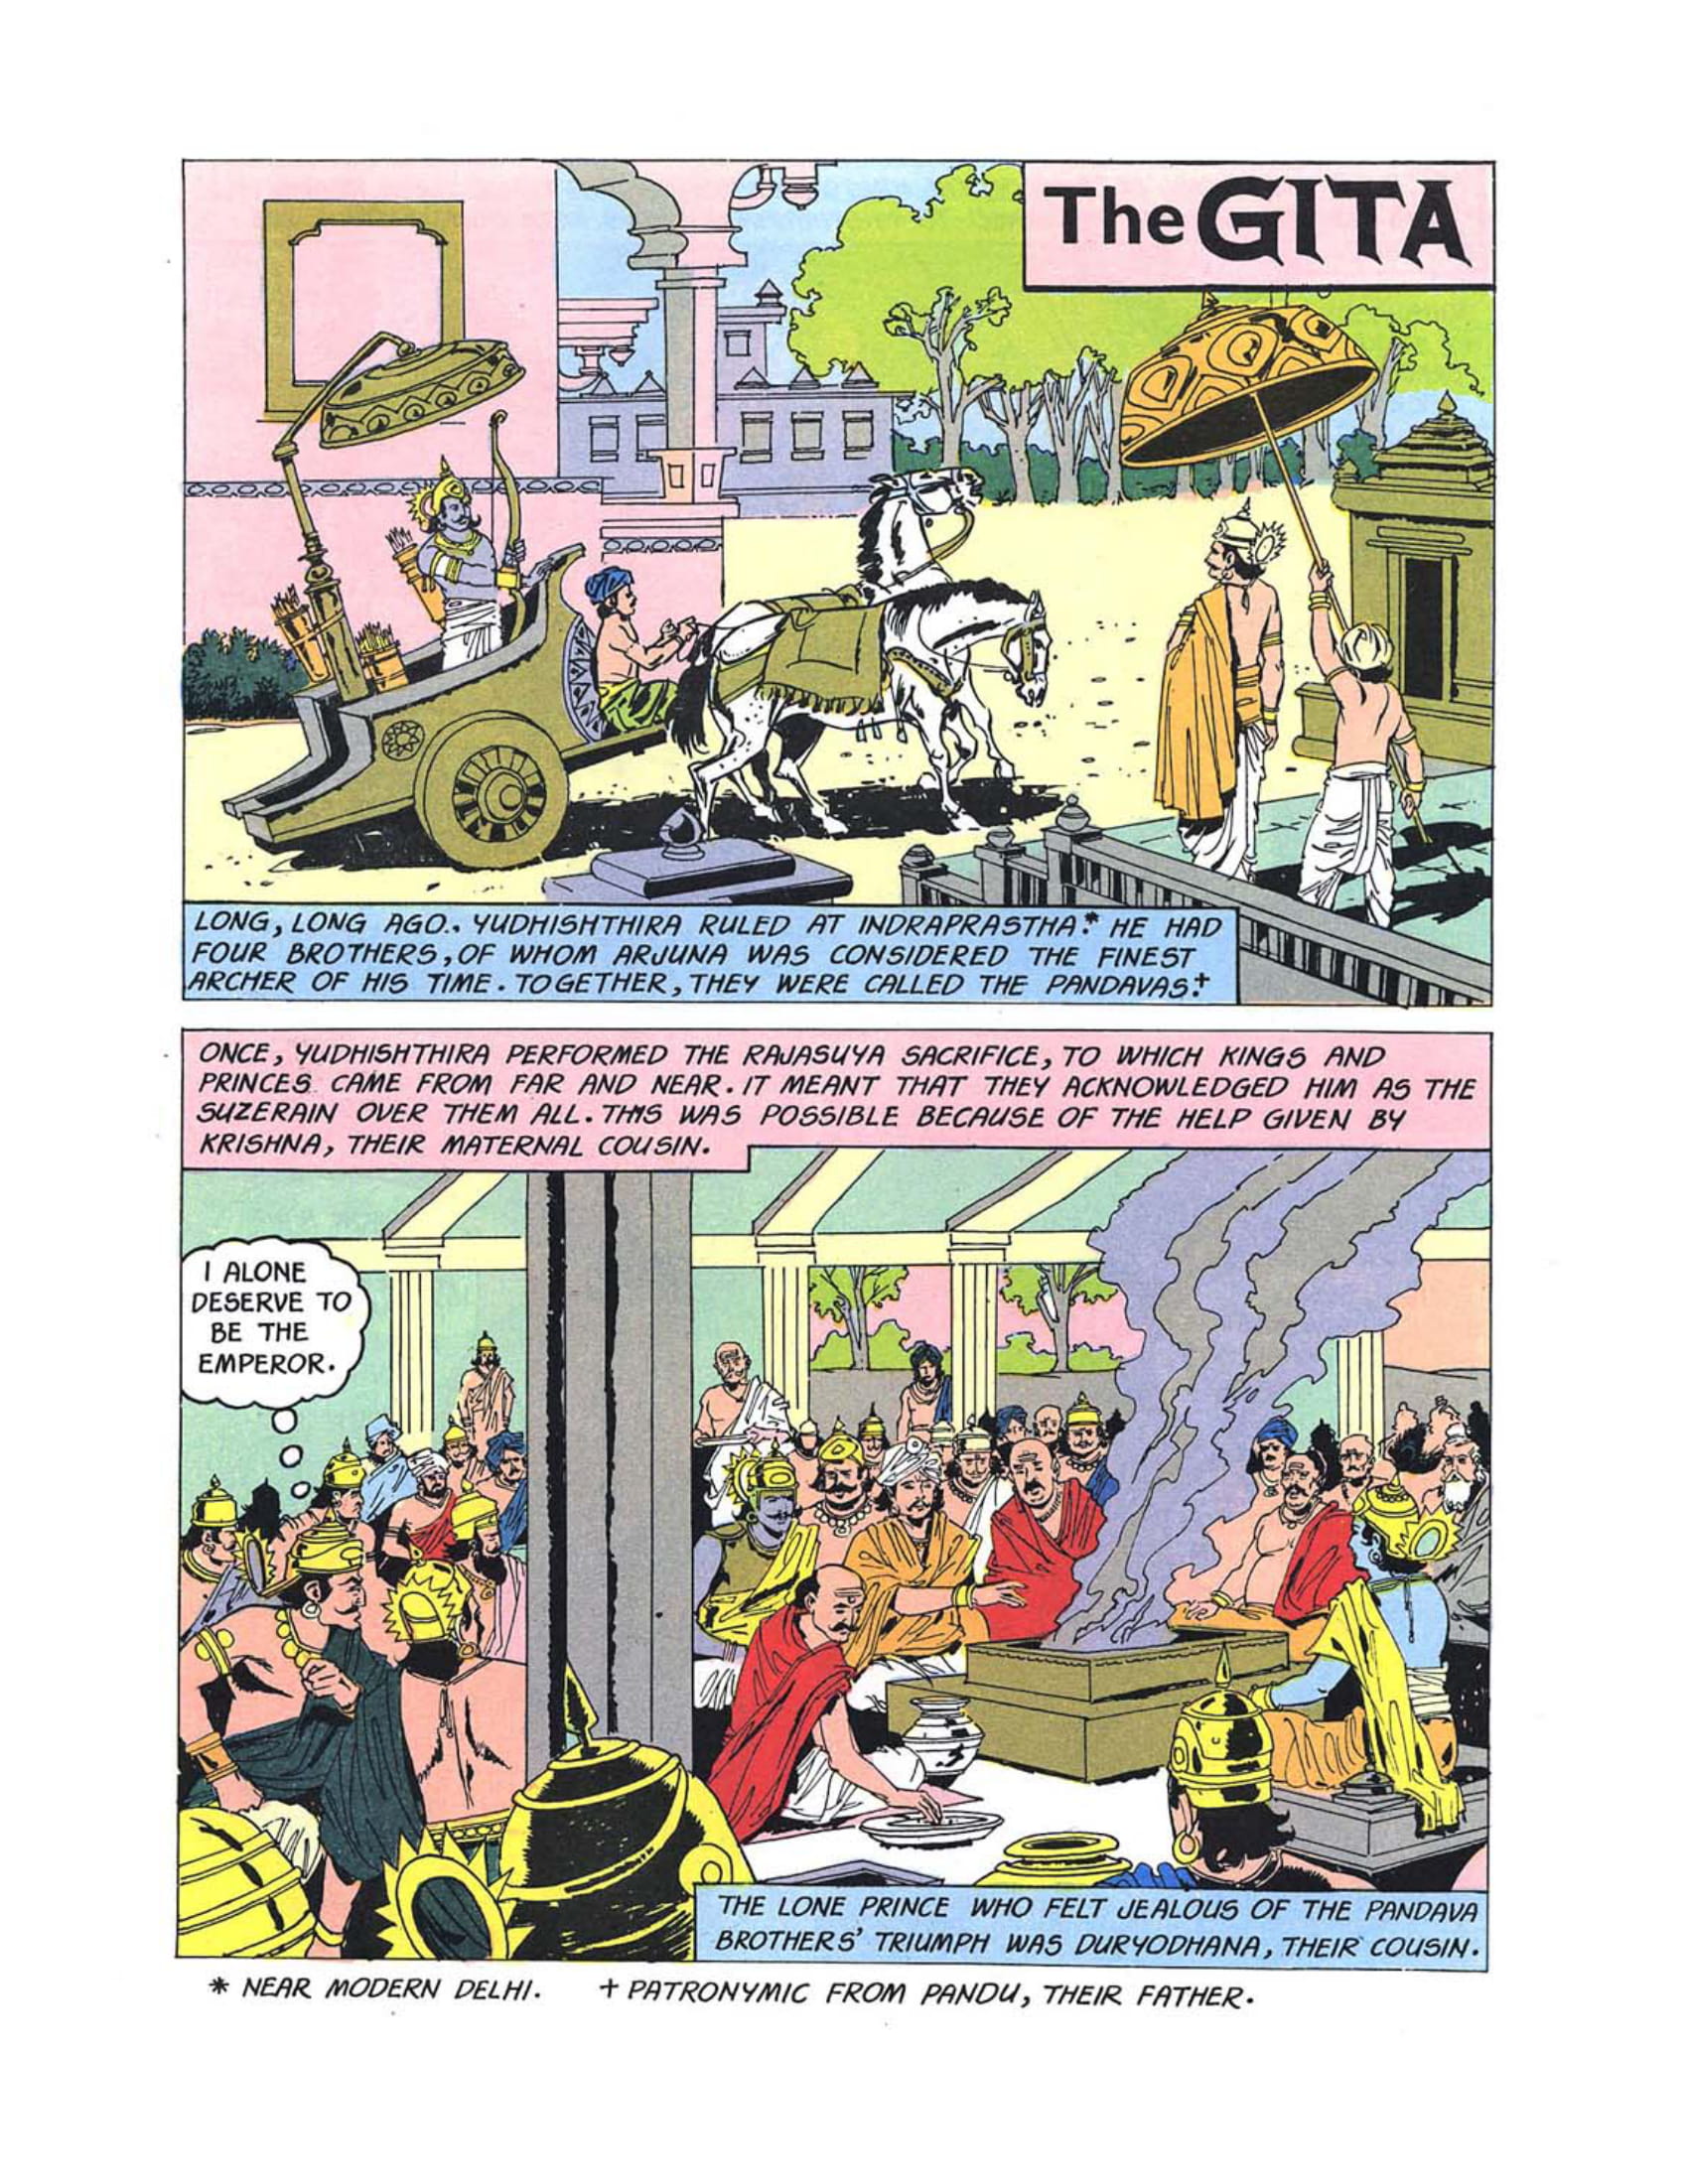 The GITA
LONG, LONG AGO.. YUDHISHTHIRA RULED AT INDRAPRASTHA.* HE HAD
FOUR BROTHERS, OF WHOM ARJUNA WAS CONSIDERED THE FINEST
ARCHER OF HIS TIME. TOGETHER, THEY WERE CALLED THE PANDAVAS.+
ONCE, YUDHISHTHIRA PERFORMED THE RAJASUYA SACRIFICE, TO WHICH KINGS AND
PRINCES CAME FROM FAR AND NEAR. IT MEANT THAT THEY ACKNOWLEDGED HIM AS THE
SUZERAIN OVER THEM ALL. THIS WAS POSSIBLE BECAUSE OF THE HELP GIVEN BY
KRISHNA, THEIR MATERNAL COUSIN.
I ALONE
DESERVE TO
BE THE
EMPEROR.
THE LONE PRINCE WHO FELT JEALOUS OF THE PANDAVA
BROTHERS' TRIUMPH WAS DURYODHANA, THEIR COUSIN.
* NEAR MODERN DELHI. + PATRONYMIC FROM PANDU, THEIR FATHER.